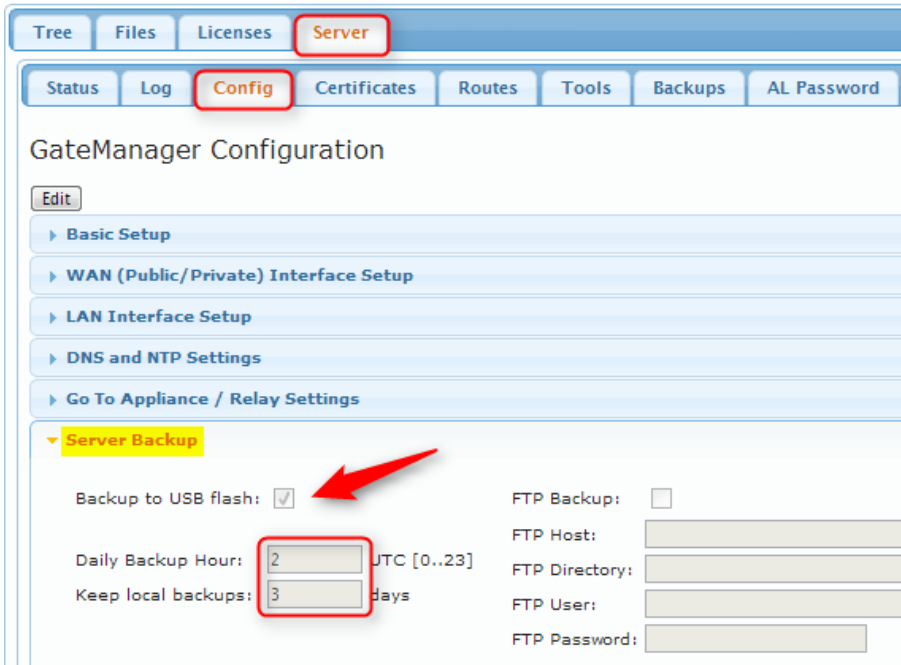 Tree Files Licenses Server
Status Log Config Certificates Routes Tools Backups AL Password
GateManager Configuration
Edit
Basic Setup
WAN (Public/Private) Interface Setup
LAN Interface Setup
DNS and NTP Settings
Go To Appliance / Relay Settings
Server Backup
Backup to USB flash:
Daily Backup Hour: 2 UTC [0..23]
Keep local backups: 3 days
FTP Backup:
FTP Host:
FTP Directory:
FTP User:
FTP Password: